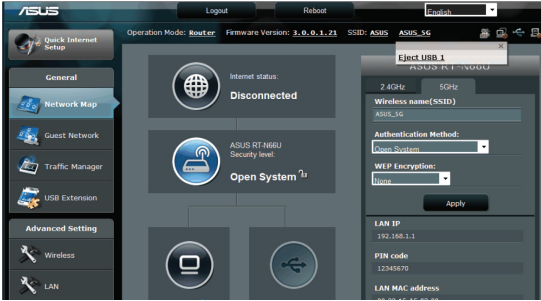 ASUS
Logout
Reboot
English
Quick Internet
Setup
Operation Mode: Router Firmware Version: 3.0.0.1.21 SSID: ASUS ASUS_5G
Eject USB 1
ASUS RT-N66U
General
Network Map
Guest Network
Traffic Manager
USB Extension
Advanced Setting
Wireless
LAN
Internet status:
Disconnected
ASUS RT-N66U
Security level:
Open System
2.4GHz
5GHz
Wireless name(SSID)
ASUS_5G
Authentication Method:
Open System
WEP Encryption:
None
Apply
LAN IP
192.168.1.1
PIN code
12345670
LAN MAC address